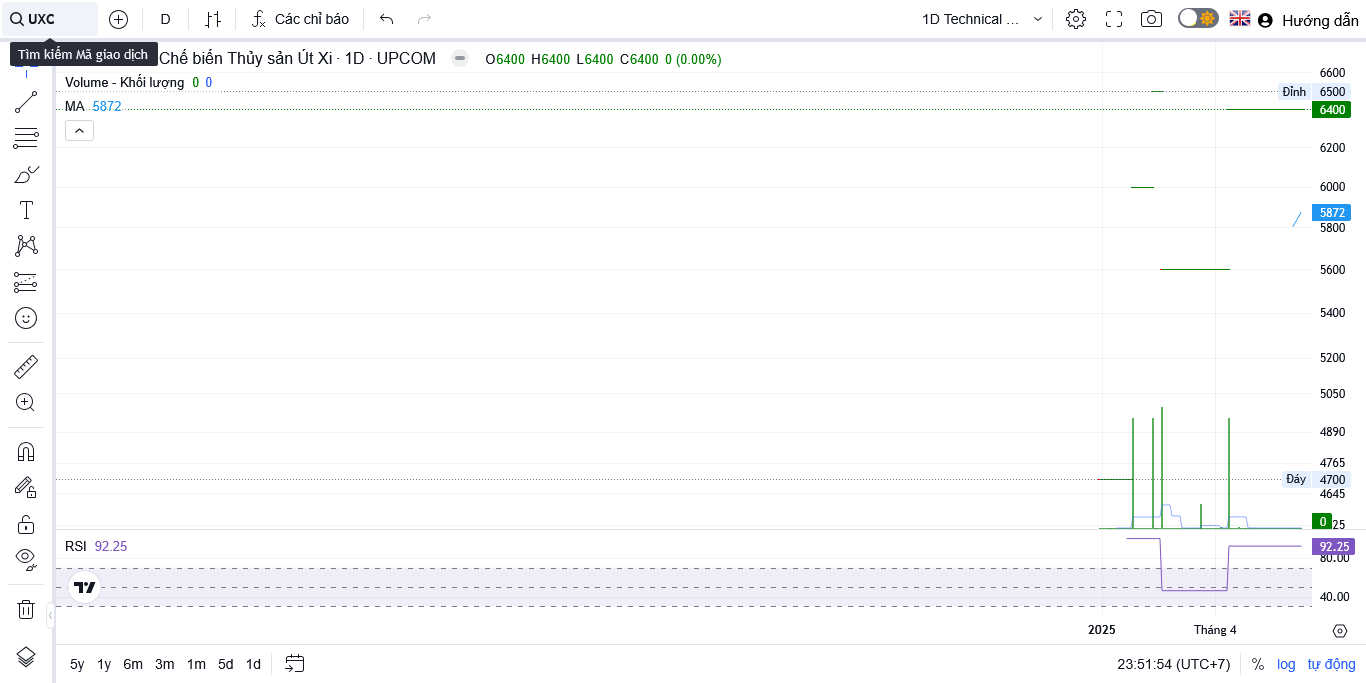 UXC
D
Các chỉ báo
1D Technical ...
Hướng dẫn
Tìm kiếm Mã giao dịch
Chế biến Thủy sản Út Xi · 1D · UPCOM
O6400 H6400 L6400 C6400 0 (0.00%)
Volume - Khối lượng 0 0
MA 5872
6600
Đỉnh 6500
6400
6200
6000
5872
5800
5600
5400
5200
5050
4890
4765
Đáy 4700
4645
0
25
RSI 92.25
92.25
80.00
40.00
2025
Tháng 4
5y 1y 6m 3m 1m 5d 1d
23:51:54 (UTC+7)
%
log
tự động